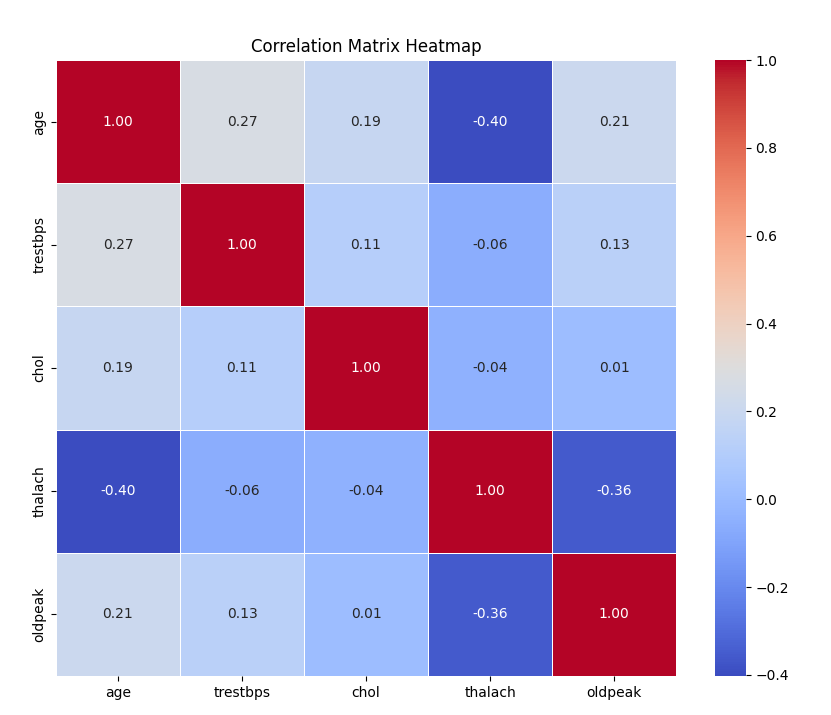 Correlation Matrix Heatmap
age 1.00 0.27 0.19 -0.40 0.21
trestbps 0.27 1.00 0.11 -0.06 0.13
chol 0.19 0.11 1.00 -0.04 0.01
thalach -0.40 -0.06 -0.04 1.00 -0.36
oldpeak 0.21 0.13 0.01 -0.36 1.00
age trestbps chol thalach oldpeak
1.0
0.8
0.6
0.4
0.2
0.0
−0.2
−0.4